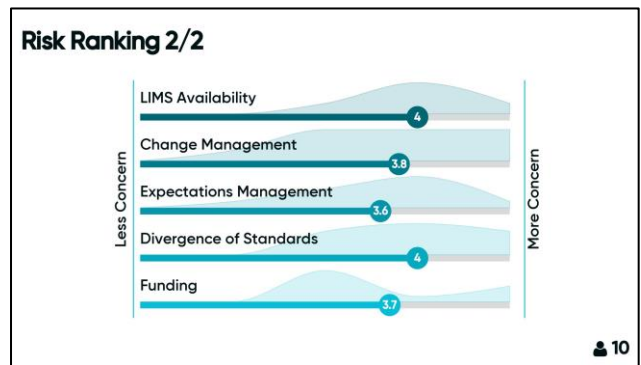 Risk Ranking 2/2
Less Concern
LIMS Availability
4
Change Management
3.8
Expectations Management
3.6
Divergence of Standards
4
Funding
3.7
More Concern
10